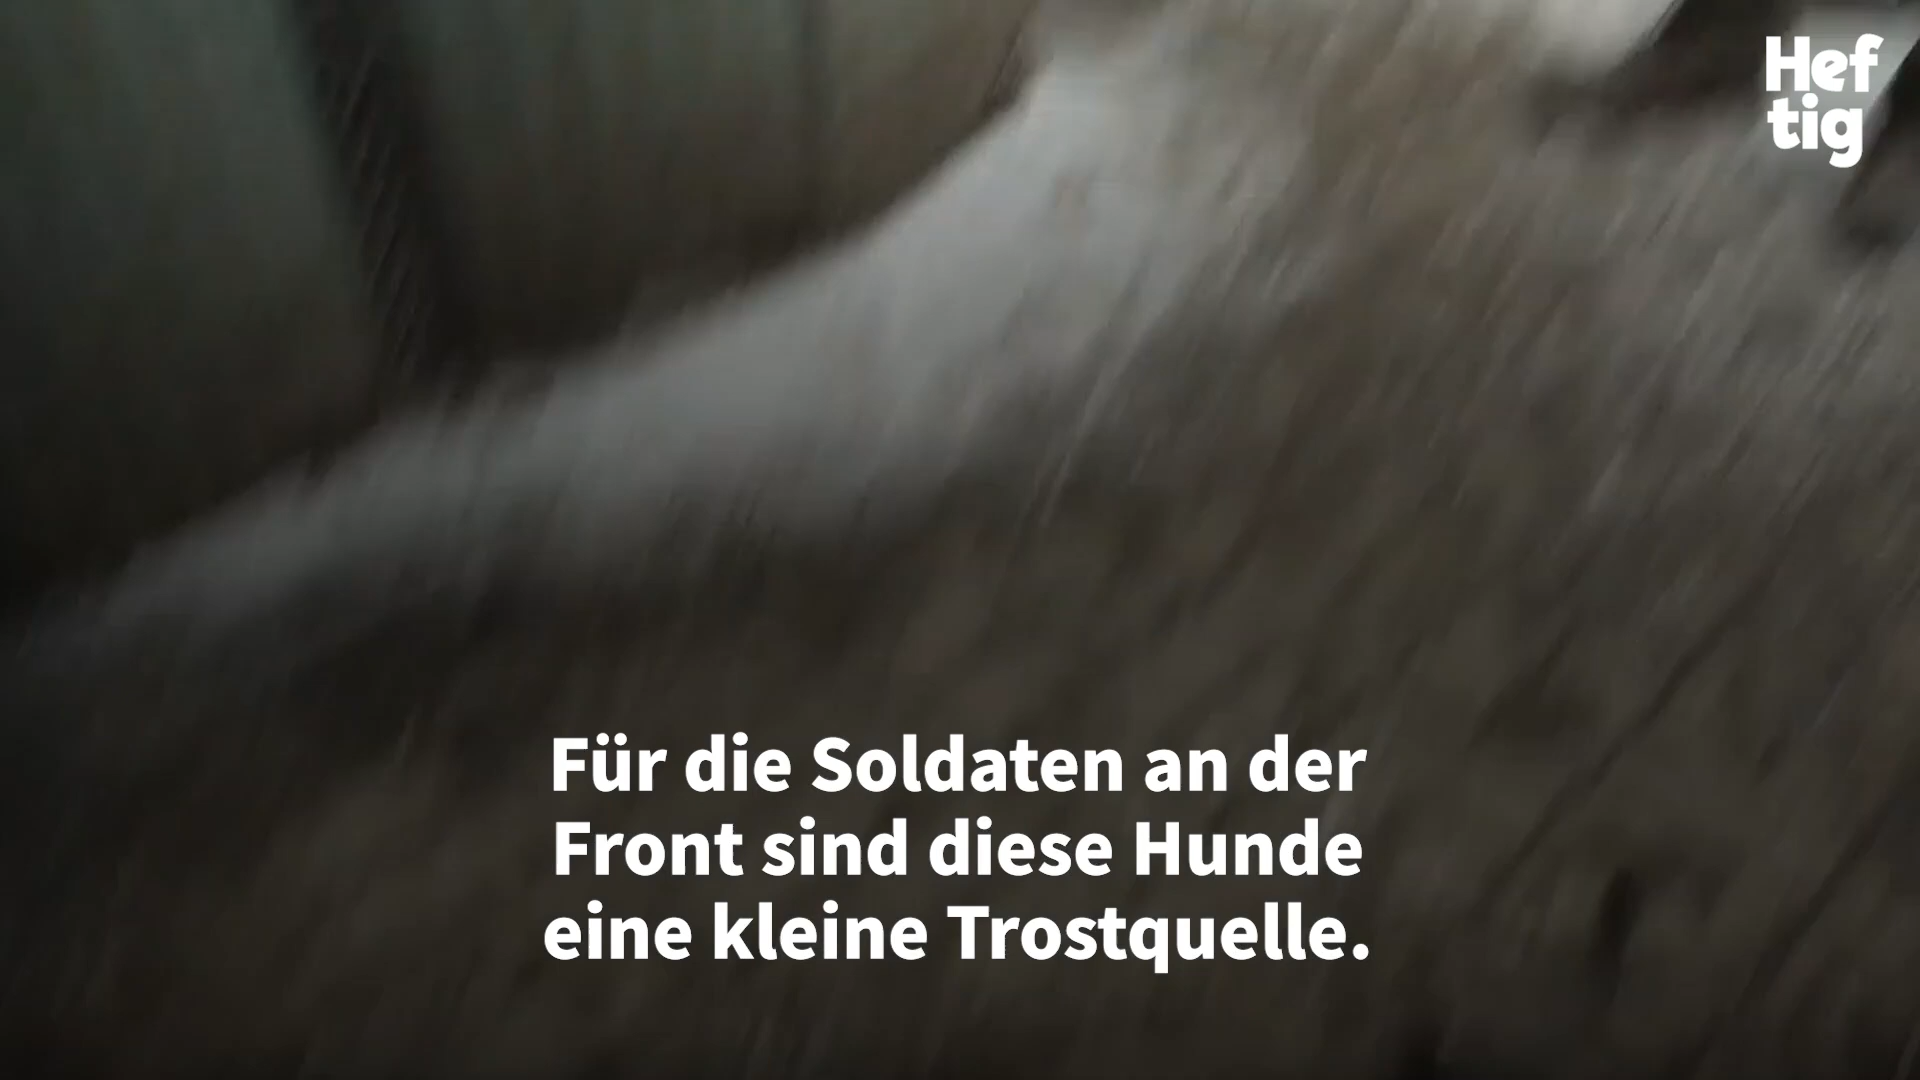 Hef
tig
Für die Soldaten an der
Front sind diese Hunde
eine kleine Trostquelle.